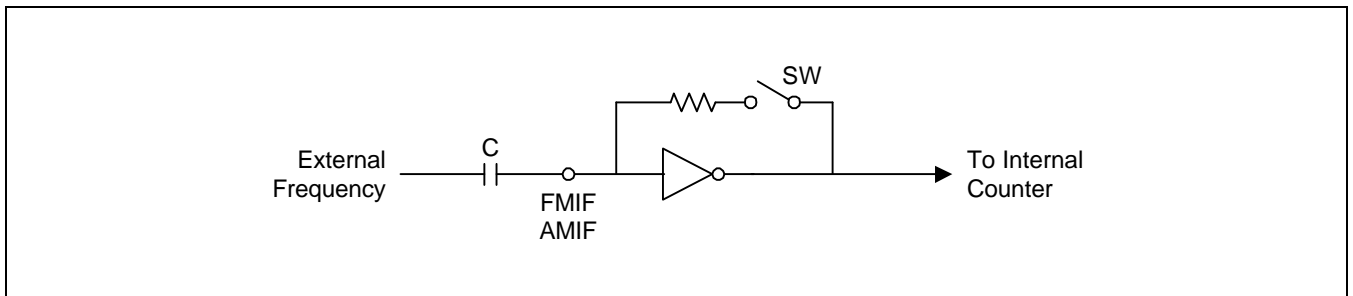 SW
C
External
Frequency
FMIF
AMIF
To Internal
Counter